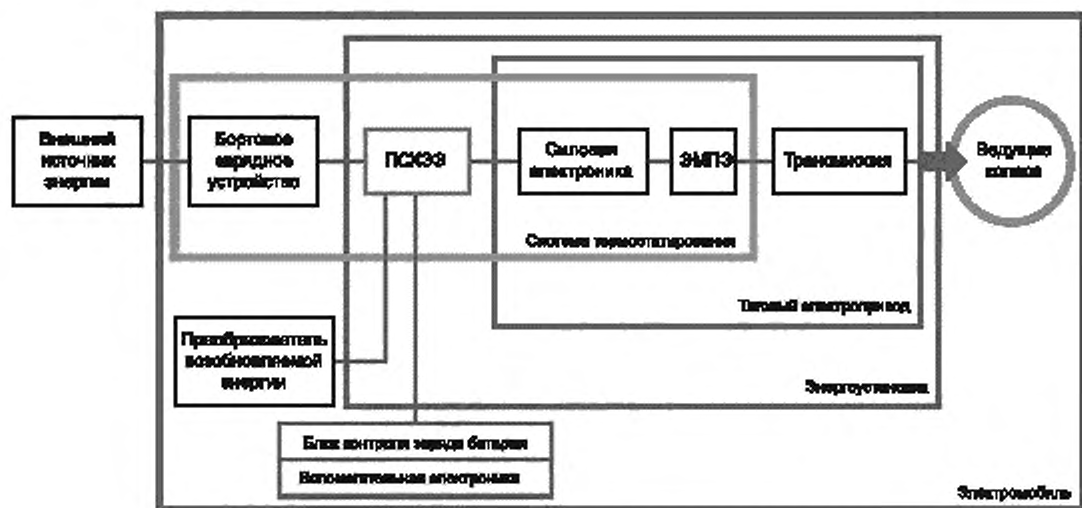 Внешний
источник
энергии
Бортовое
зарядное
устройство
ПСХЭЭ
Силовая
электроника
ЭМПЭ
Трансмиссия
Ведущие
колеса
Система термостатирования
Тяговый электропривод
Преобразователь
возобновляемой
энергии
Энергоустановка
Блок контроля заряда батареи
Вспомогательная электроника
Электромобиль